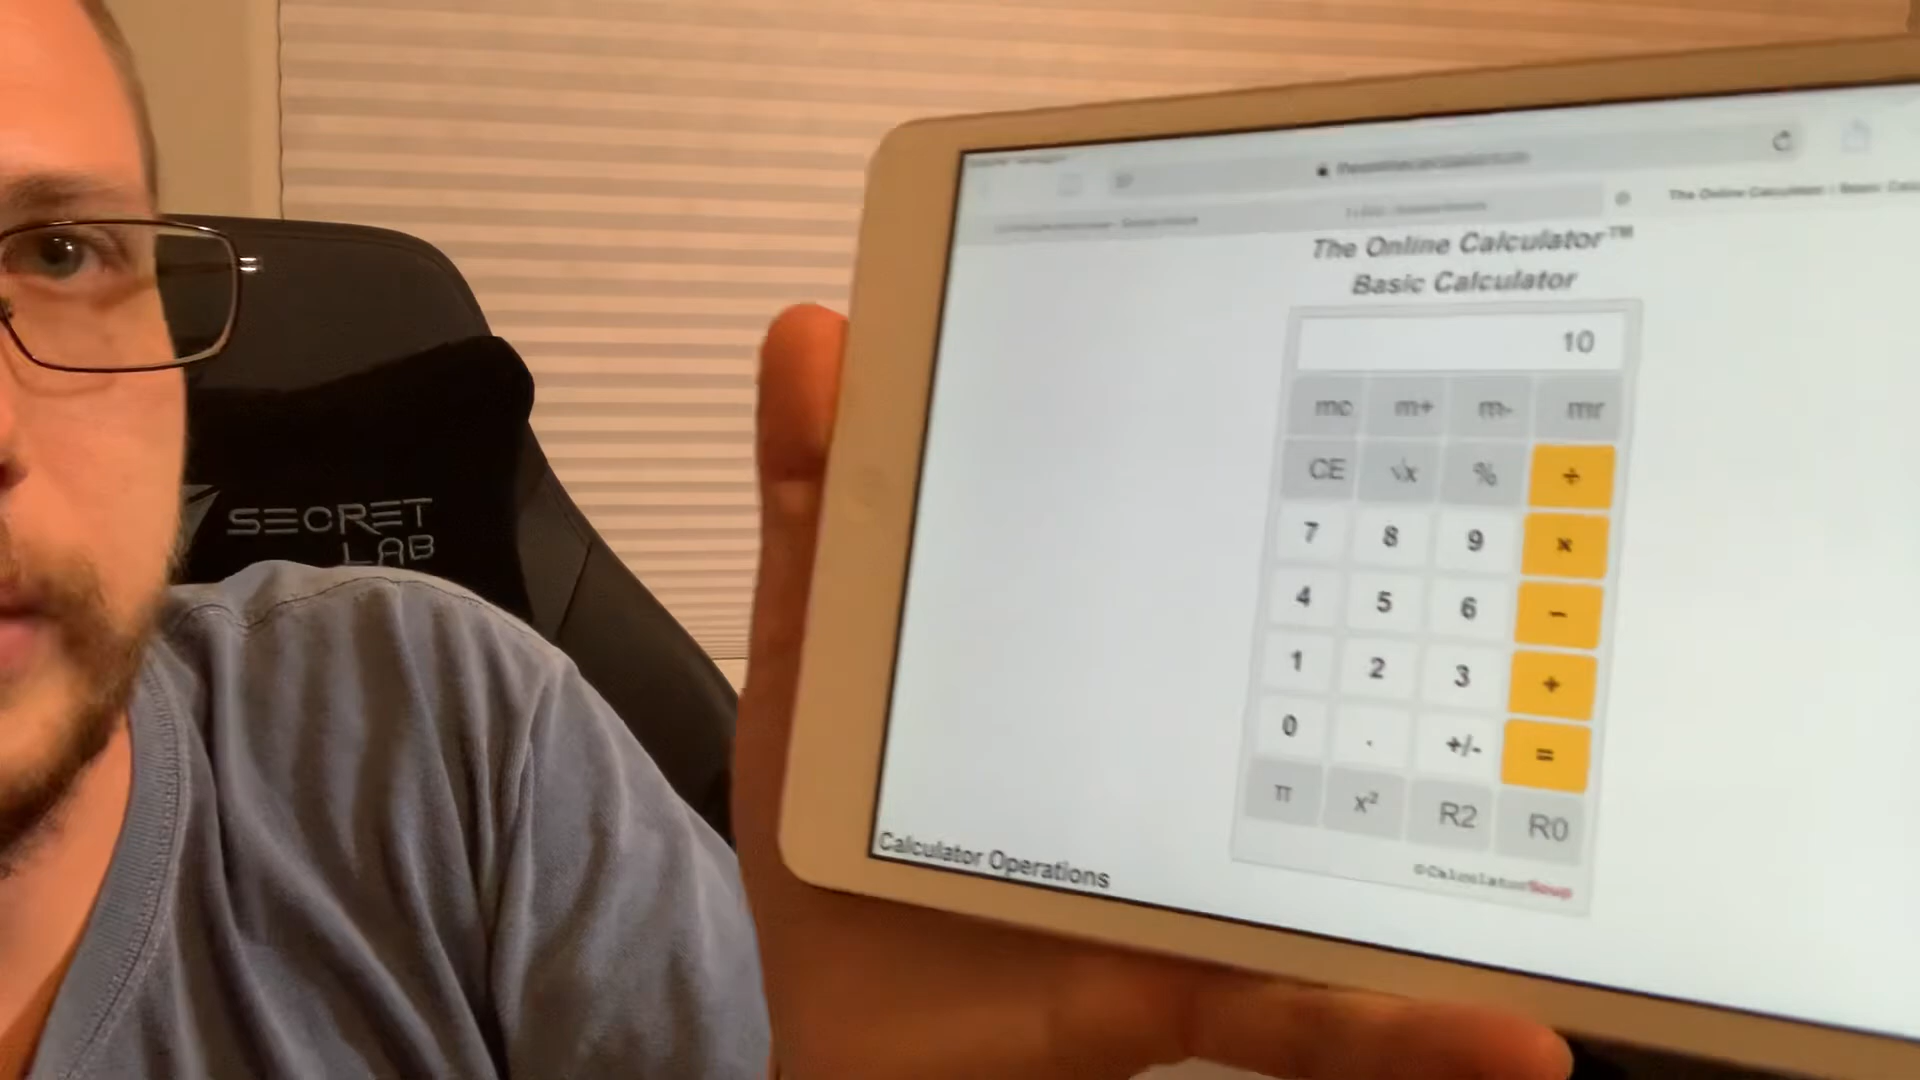 SECRET
LAB
The Online Calculator™
Basic Calculator
10
mc m+ m- mr
CE √x % ÷
7 8 9 ×
4 5 6 −
1 2 3 +
0 . +/- =
π x² R2 R0
©CalculatorSoup
Calculator Operations